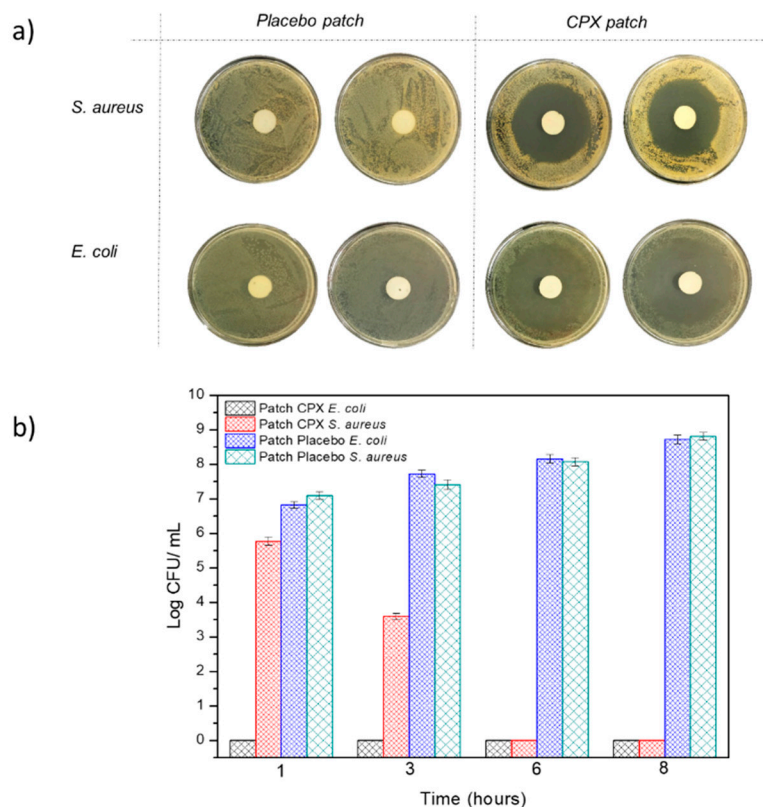 a)
Placebo patch
CPX patch
S. aureus
E. coli
b)
Patch CPX E. coli
Patch CPX S. aureus
Patch Placebo E. coli
Patch Placebo S. aureus
10
9
8
7
6
5
4
3
2
1
0
Log CFU/ mL
1 3 6 8
Time (hours)